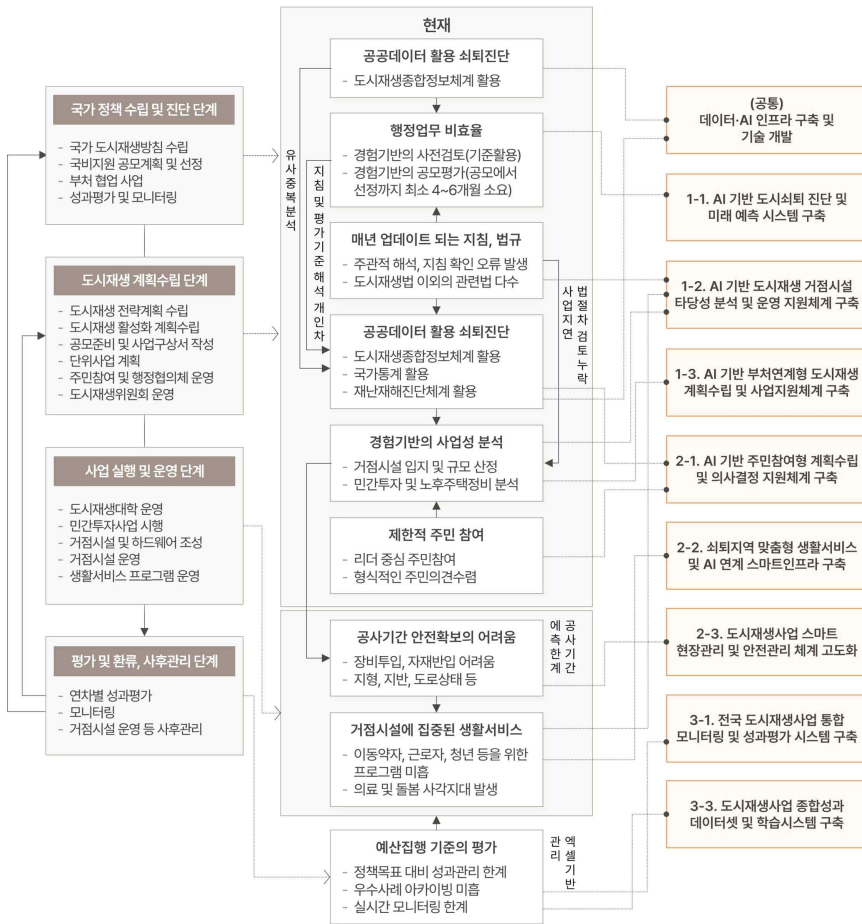 국가 정책 수립 및 진단 단계
- 국가 도시재생방침 수립
- 국비지원 공모계획 및 선정
- 부처 협업 사업
- 성과평가 및 모니터링
도시재생 계획수립 단계
- 도시재생 전략계획 수립
- 도시재생 활성화 계획수립
- 공모준비 및 사업구상서 작성
- 단위사업 계획
- 주민참여 및 행정협의체 운영
- 도시재생위원회 운영
사업 실행 및 운영 단계
- 도시재생대학 운영
- 민간투자사업 시행
- 거점시설 및 하드웨어 조성
- 거점시설 운영
- 생활서비스 프로그램 운영
평가 및 환류, 사후관리 단계
- 연차별 성과평가
- 모니터링
- 거점시설 운영 등 사후관리
현재
공공데이터 활용 쇠퇴진단
- 도시재생종합정보체계 활용
행정업무 비효율
- 경험기반의 사전검토(기준활용)
- 경험기반의 공모평가(공모에서
선정까지 최소 4~6개월 소요)
매년 업데이트 되는 지침, 법규
- 주관적 해석, 지침 확인 오류 발생
- 도시재생법 이외의 관련법 다수
공공데이터 활용 쇠퇴진단
- 도시재생종합정보체계 활용
- 국가통계 활용
- 재난재해진단체계 활용
경험기반의 사업성 분석
- 거점시설 입지 및 규모 산정
- 민간투자 및 노후주택정비 분석
제한적 주민 참여
- 리더 중심 주민참여
- 형식적인 주민의견수렴
유사중복분석
지침 및 평가기준 해석 개인차
법절차 검토누락
사업지연
공사기간 안전확보의 어려움
- 장비투입, 자재반입 어려움
- 지형, 지반, 도로상태 등
공사기간
예측한계
거점시설에 집중된 생활서비스
- 이동약자, 근로자, 청년 등을 위한
프로그램 미흡
- 의료 및 돌봄 사각지대 발생
예산집행 기준의 평가
- 정책목표 대비 성과관리 한계
- 우수사례 아카이빙 미흡
- 실시간 모니터링 한계
엑셀기반
관리
(공통)
데이터·AI 인프라 구축 및
기술 개발
1-1. AI 기반 도시쇠퇴 진단 및
미래 예측 시스템 구축
1-2. AI 기반 도시재생 거점시설
타당성 분석 및 운영 지원체계 구축
1-3. AI 기반 부처연계형 도시재생
계획수립 및 사업지원체계 구축
2-1. AI 기반 주민참여형 계획수립
및 의사결정 지원체계 구축
2-2. 쇠퇴지역 맞춤형 생활서비스
및 AI 연계 스마트인프라 구축
2-3. 도시재생사업 스마트
현장관리 및 안전관리 체계 고도화
3-1. 전국 도시재생사업 통합
모니터링 및 성과평가 시스템 구축
3-3. 도시재생사업 종합성과
데이터셋 및 학습시스템 구축